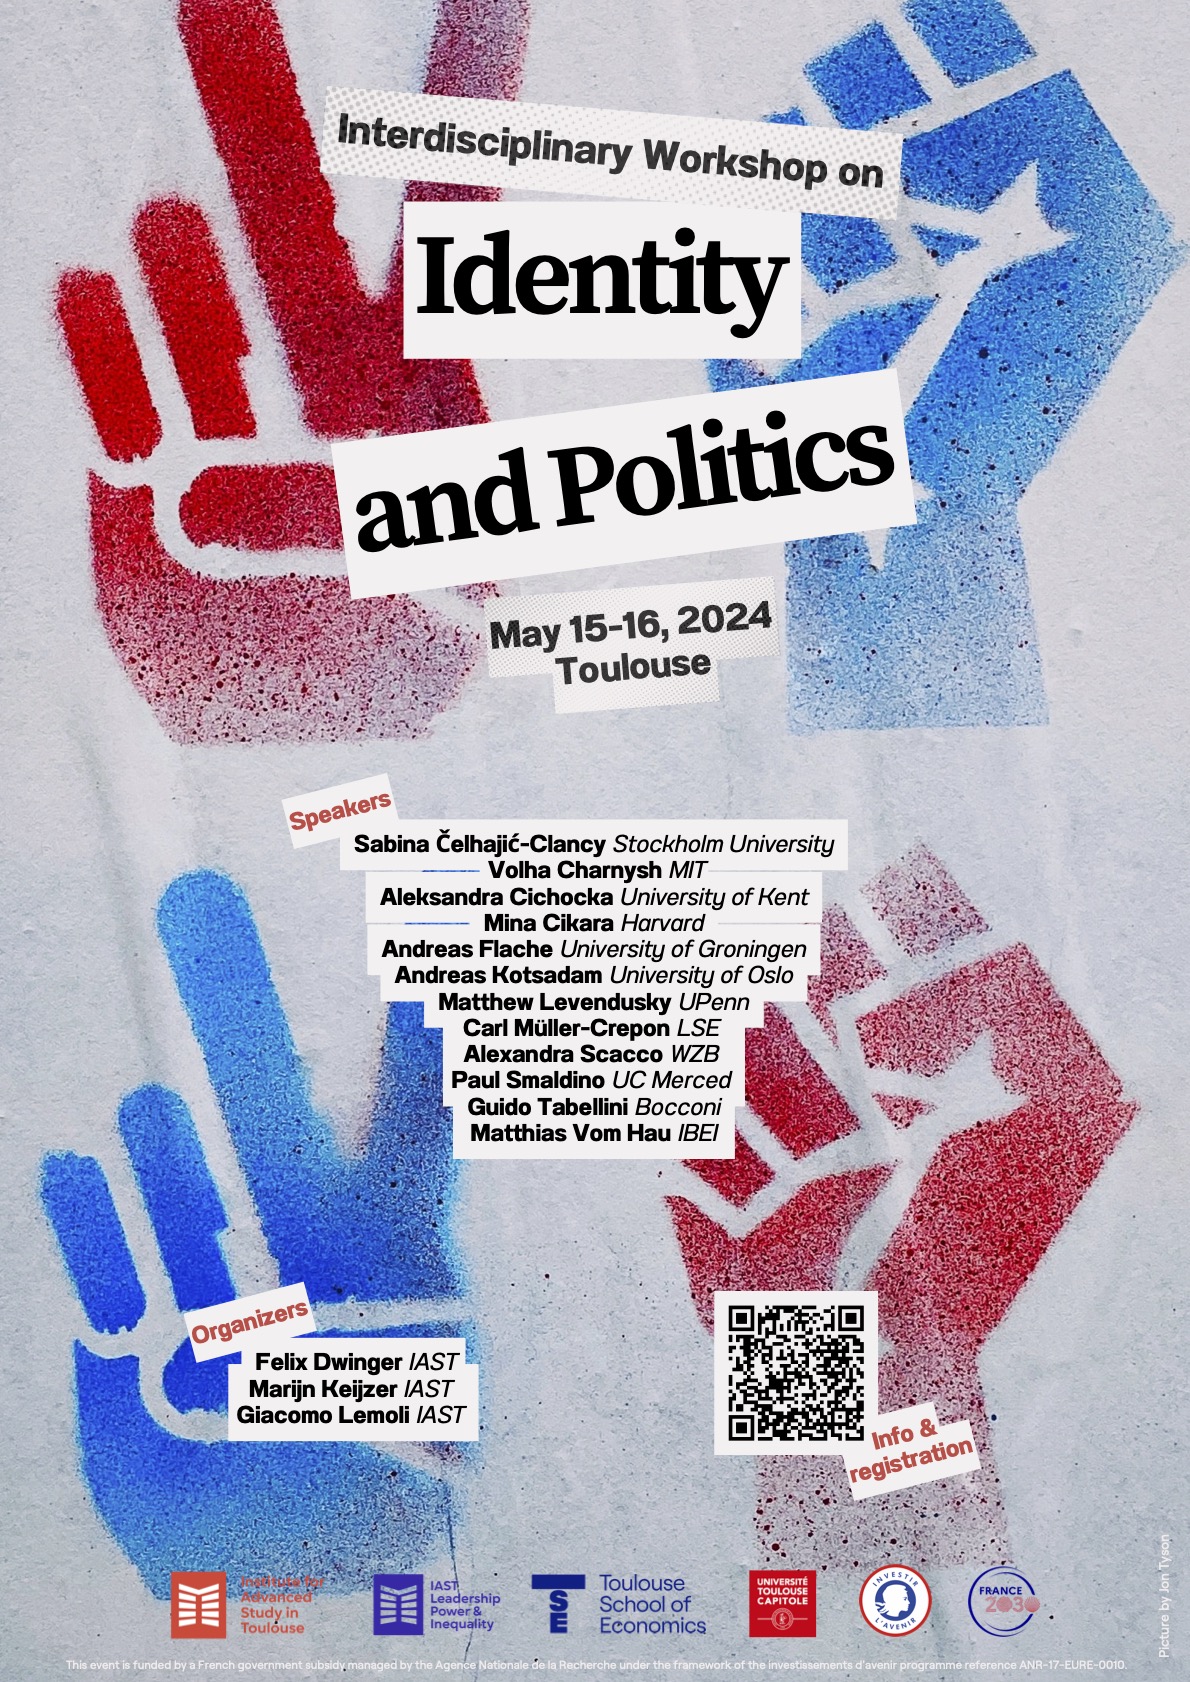 Interdisciplinary Workshop on
Identity
and Politics
May 15-16, 2024
Toulouse
Speakers
Sabina Čelhajić-Clancy Stockholm University
Volha Charnysh MIT
Aleksandra Cichocka University of Kent
Mina Cikara Harvard
Andreas Flache University of Groningen
Andreas Kotsadam University of Oslo
Matthew Levendusky UPenn
Carl Müller-Crepon LSE
Alexandra Scacco WZB
Paul Smaldino UC Merced
Guido Tabellini Bocconi
Matthias Vom Hau IBEI
Organizers
Felix Dwinger IAST
Marijn Keijzer IAST
Giacomo Lemoli IAST
Info &
registration
Institute for
Advanced
Study in
Toulouse
IAST
Leadership
Power &
Inequality
TSE
Toulouse
School of
Economics
UNIVERSITÉ
TOULOUSE
CAPITOLE
INVESTIR
L'AVENIR
FRANCE
2030
Picture by Jon Tyson
This event is funded by a French government subsidy managed by the Agence Nationale de la Recherche under the framework of the investissements d'avenir programme reference ANR-17-EURE-0010.